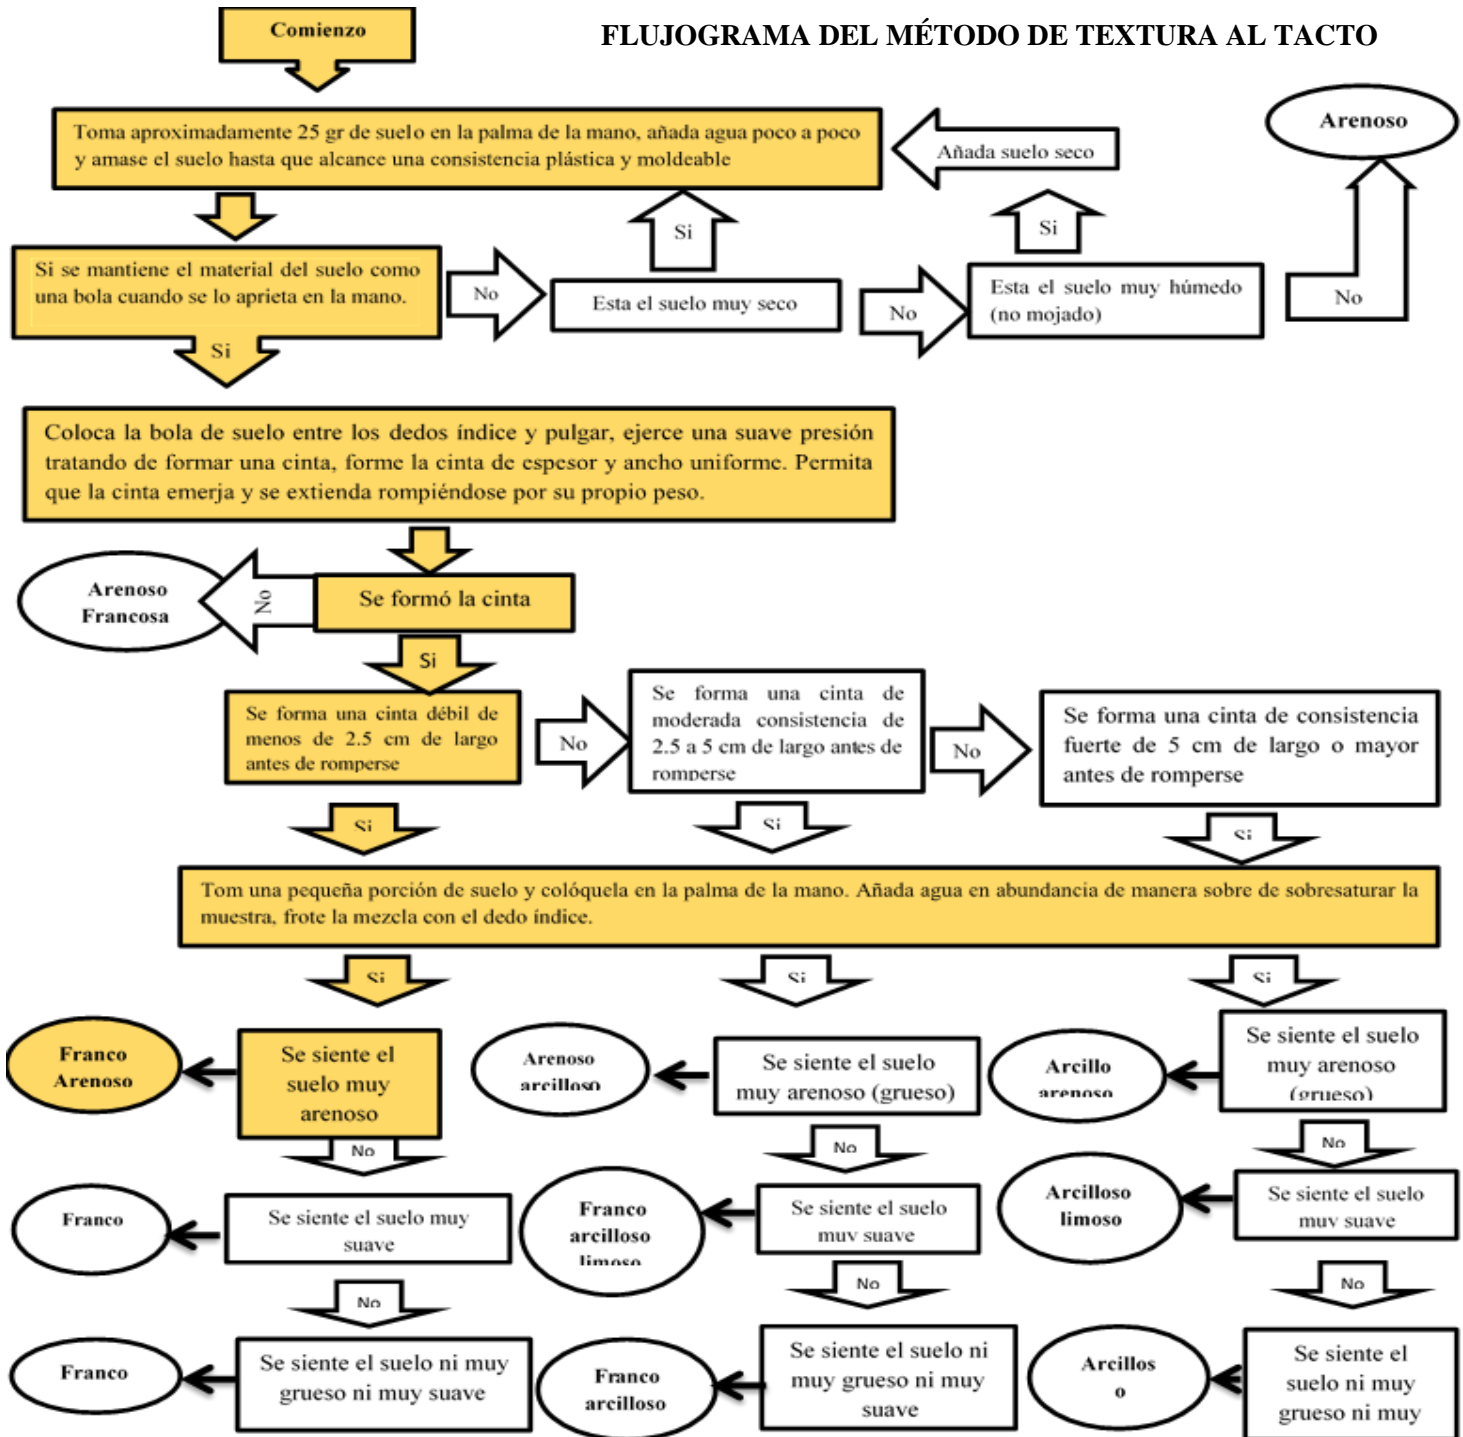 Comienzo
FLUJOGRAMA DEL MÉTODO DE TEXTURA AL TACTO
Toma aproximadamente 25 gr de suelo en la palma de la mano, añada agua poco a poco
y amase el suelo hasta que alcance una consistencia plástica y moldeable
Añada suelo seco
Arenoso
Si
Si
Si se mantiene el material del suelo como
una bola cuando se lo aprieta en la mano.
No
Esta el suelo muy seco
No
Esta el suelo muy húmedo
(no mojado)
No
Si
Coloca la bola de suelo entre los dedos índice y pulgar, ejerce una suave presión
tratando de formar una cinta, forme la cinta de espesor y ancho uniforme. Permita
que la cinta emerja y se extienda rompiéndose por su propio peso.
Arenoso
Francosa
No
Se formó la cinta
Si
Se forma una cinta débil de
menos de 2.5 cm de largo
antes de romperse
No
Se forma una cinta de
moderada consistencia de
2.5 a 5 cm de largo antes de
romperse
No
Se forma una cinta de consistencia
fuerte de 5 cm de largo o mayor
antes de romperse
Si
Si
Si
Tom una pequeña porción de suelo y colóquela en la palma de la mano. Añada agua en abundancia de manera sobre de sobresaturar la
muestra, frote la mezcla con el dedo índice.
Si
Si
Si
Franco
Arenoso
Se siente el
suelo muy
arenoso
Arenoso
arcilloso
Se siente el suelo
muy arenoso (grueso)
Arcillo
arenoso
Se siente el suelo
muy arenoso
(grueso)
No
No
No
Franco
Se siente el suelo muy
suave
Franco
arcilloso
limoso
Se siente el suelo
muy suave
Arcilloso
limoso
Se siente el suelo
muy suave
No
No
No
Franco
Se siente el suelo ni muy
grueso ni muy suave
Franco
arcilloso
Se siente el suelo ni
muy grueso ni muy
suave
Arcillos
o
Se siente el
suelo ni muy
grueso ni muy